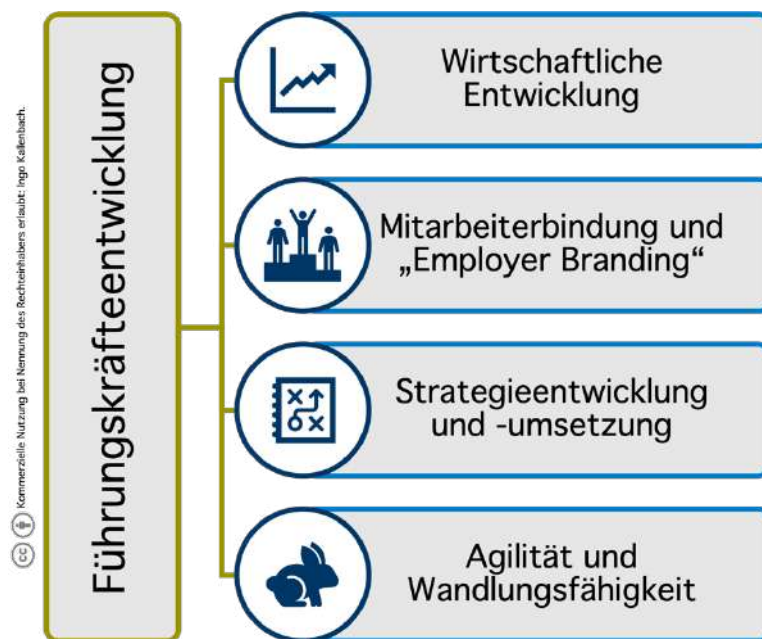 Führungskräfteentwicklung
Wirtschaftliche
Entwicklung
Mitarbeiterbindung und
„Employer Branding“
Strategieentwicklung
und -umsetzung
Agilität und
Wandlungsfähigkeit
cc Kommerzielle Nutzung bei Nennung des Rechteinhabers erlaubt: Ingo Kallenbach.